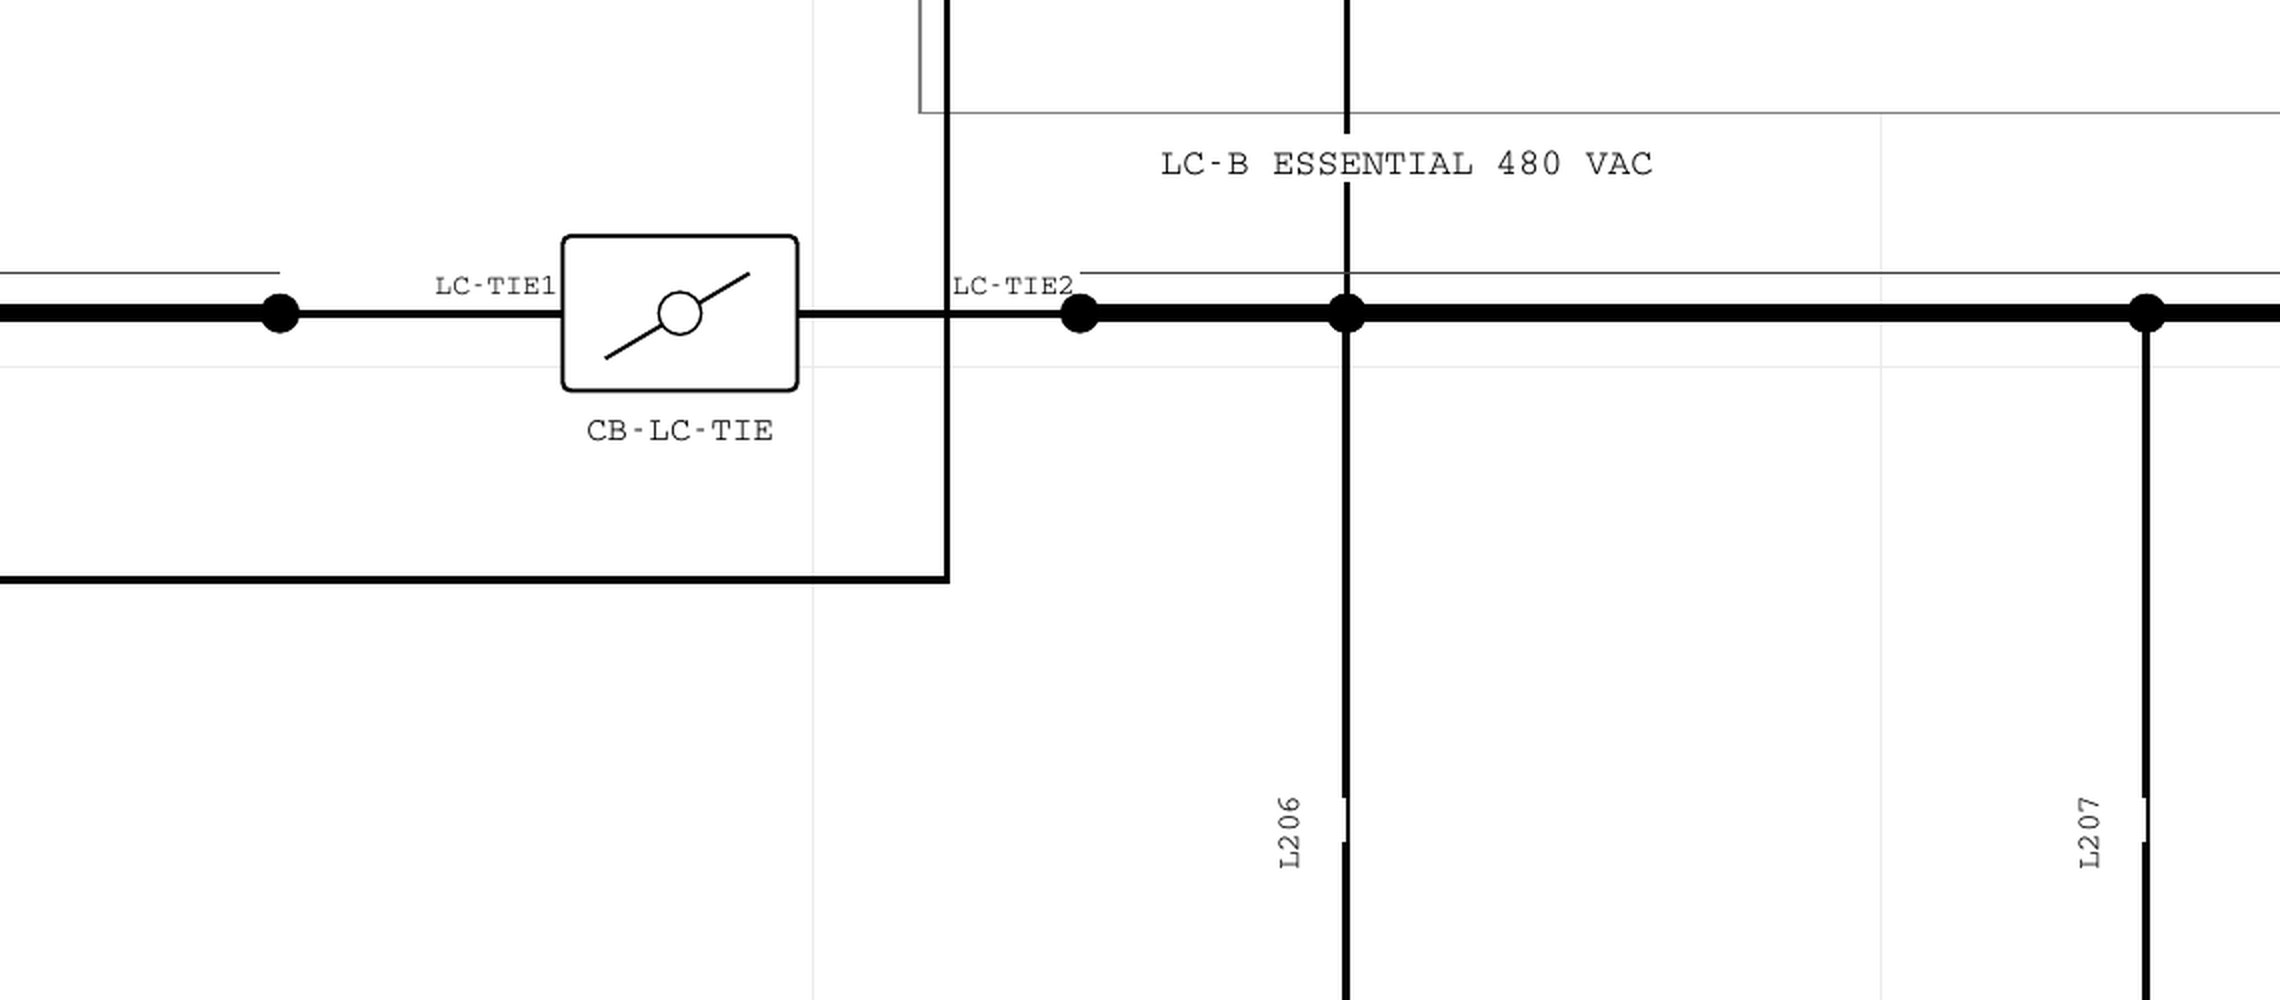 LC-B ESSENTIAL 480 VAC
LC-TIE1
LC-TIE2
CB-LC-TIE
L206
L207